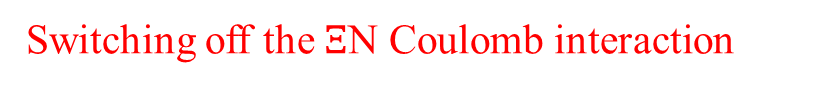 Switching off the ΞN Coulomb interaction